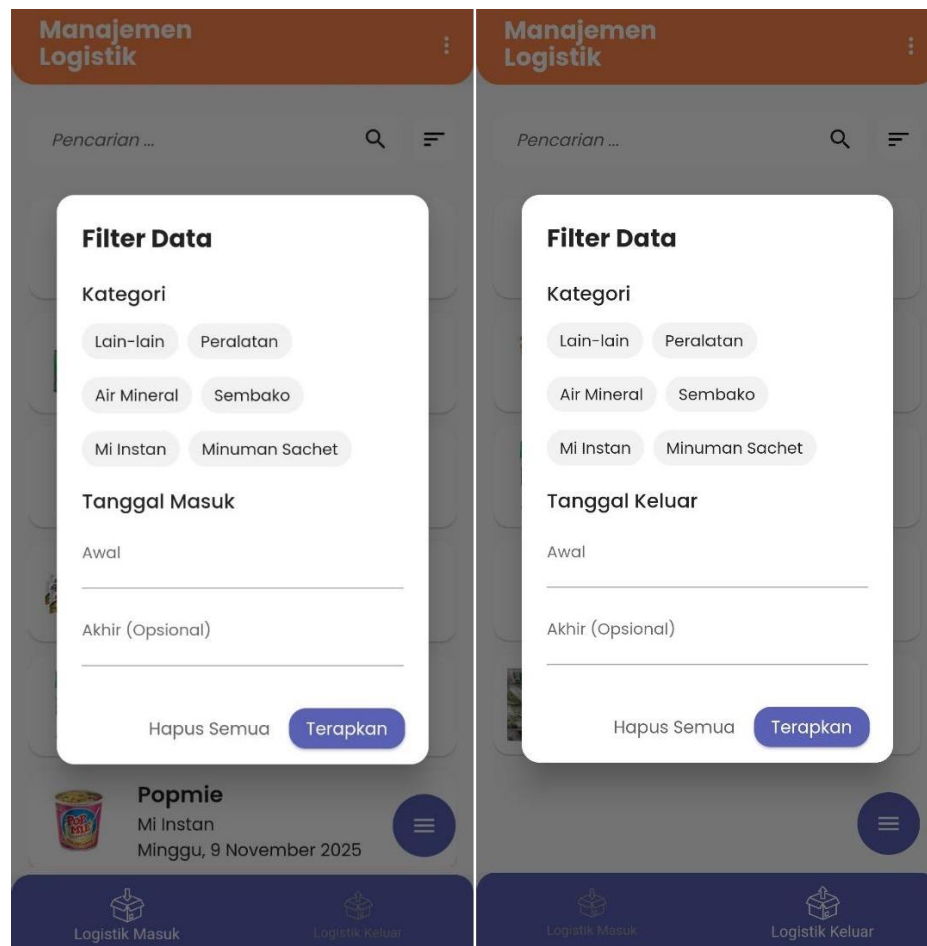 Manajemen
Logistik
Pencarian ...
Filter Data
Kategori
Lain-lain Peralatan
Air Mineral Sembako
Mi Instan Minuman Sachet
Tanggal Masuk
Awal
Akhir (Opsional)
Hapus Semua Terapkan
Popmie
Mi Instan
Minggu, 9 November 2025
Logistik Masuk Logistik Keluar
Manajemen
Logistik
Pencarian ...
Filter Data
Kategori
Lain-lain Peralatan
Air Mineral Sembako
Mi Instan Minuman Sachet
Tanggal Keluar
Awal
Akhir (Opsional)
Hapus Semua Terapkan
Logistik Masuk Logistik Keluar